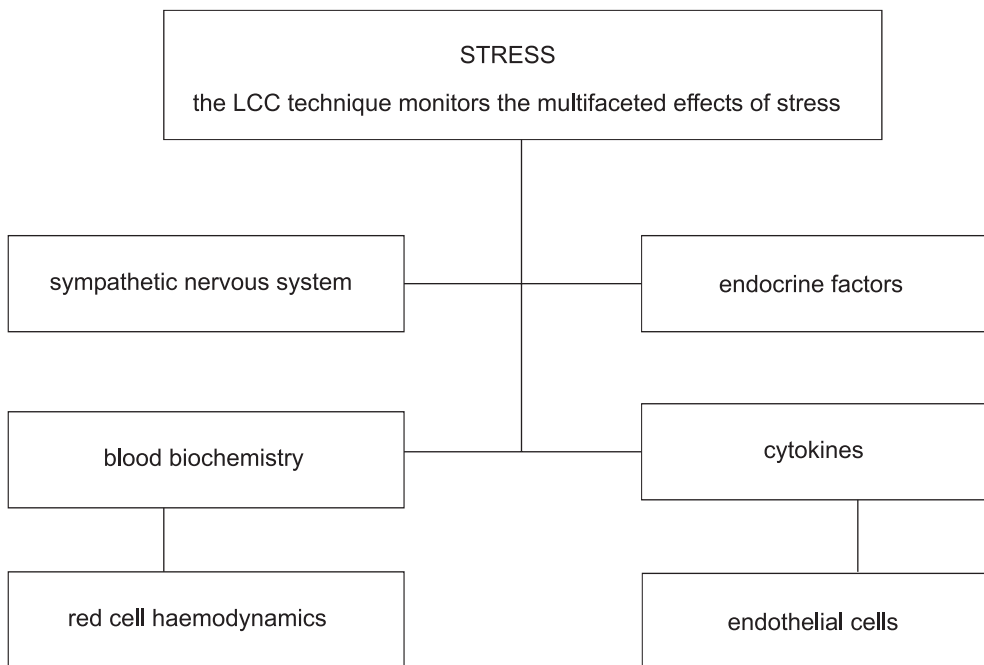 STRESS
the LCC technique monitors the multifaceted effects of stress
sympathetic nervous system
endocrine factors
blood biochemistry
cytokines
red cell haemodynamics
endothelial cells